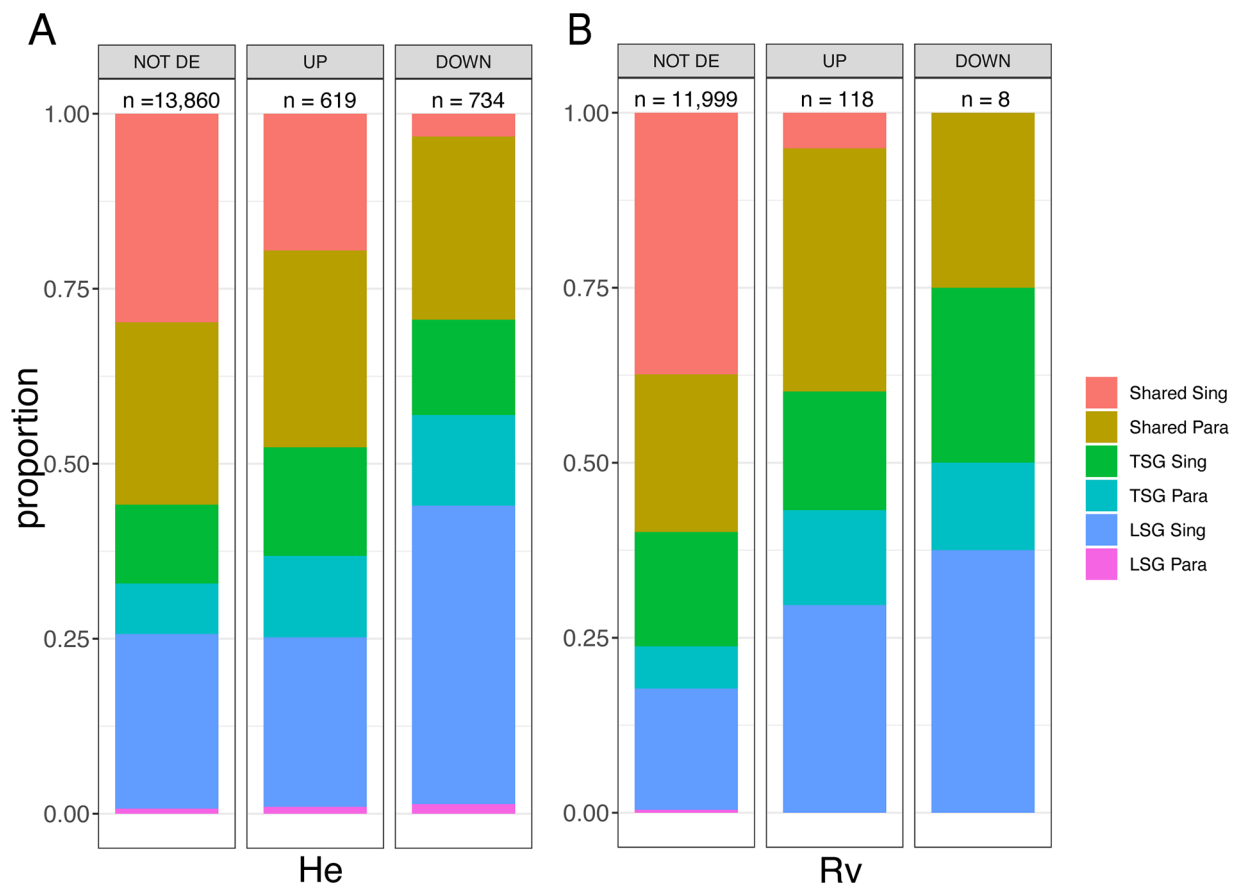 A
NOT DE
UP
DOWN
n =13,860
n = 619
n = 734
1.00
0.75
0.50
0.25
0.00
proportion
He
B
NOT DE
UP
DOWN
n = 11,999
n = 118
n = 8
1.00
0.75
0.50
0.25
0.00
Rv
Shared Sing
Shared Para
TSG Sing
TSG Para
LSG Sing
LSG Para